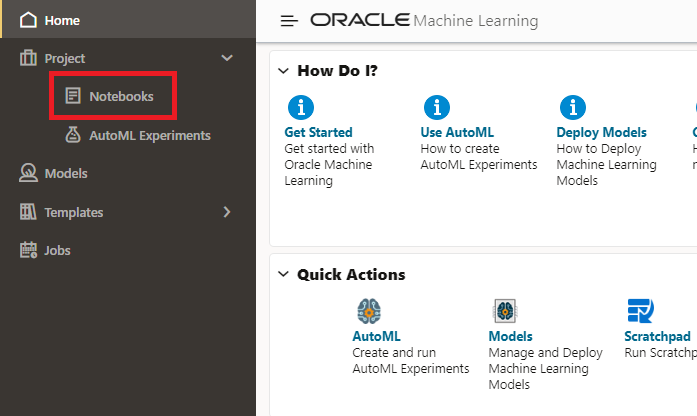 Home
Project
Notebooks
AutoML Experiments
Models
Templates
Jobs
ORACLE Machine Learning
How Do I?
Get Started
Get started with
Oracle Machine
Learning
Use AutoML
How to create
AutoML Experiments
Deploy Models
How to Deploy
Machine Learning
Models
Quick Actions
AutoML
Create and run
AutoML Experiments
Models
Manage and Deploy
Machine Learning
Models
Scratchpad
Run Scratchp